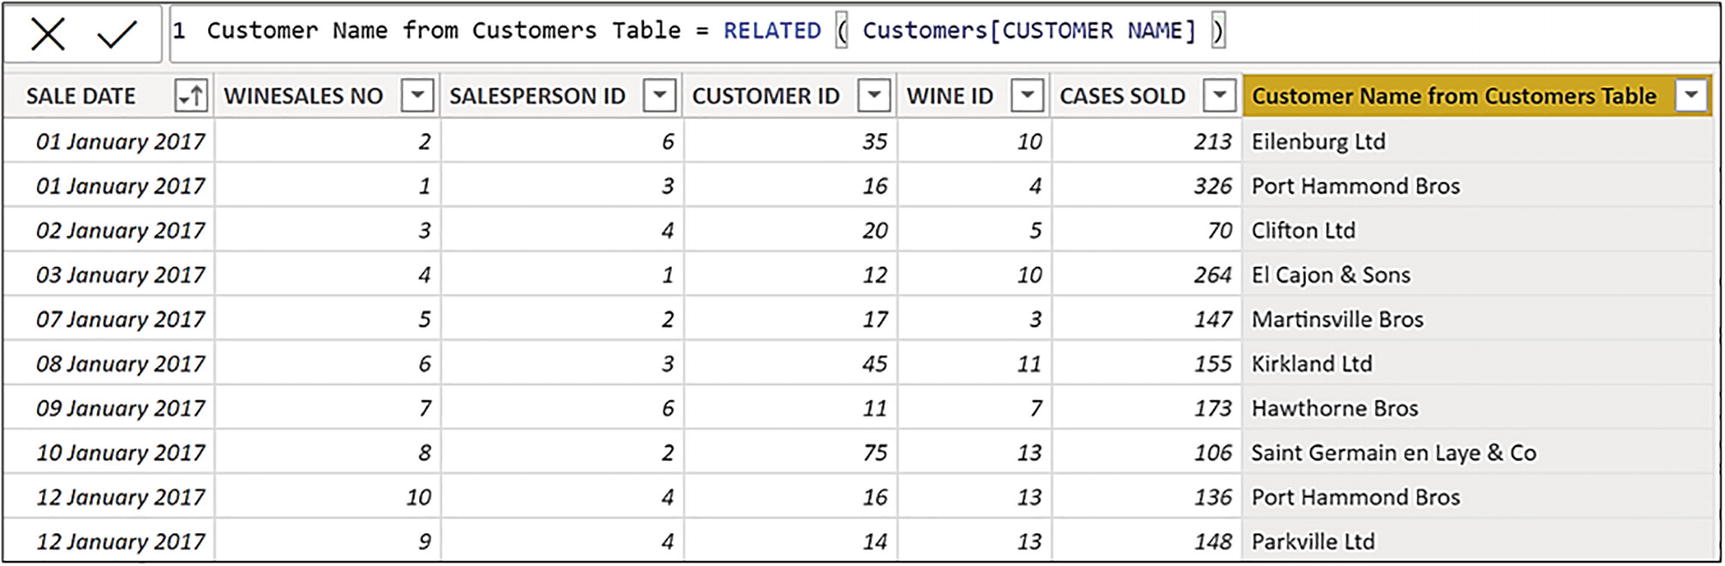 1 Customer Name from Customers Table = RELATED ( Customers[CUSTOMER NAME] )
SALE DATE WINESALES NO SALESPERSON ID CUSTOMER ID WINE ID CASES SOLD Customer Name from Customers Table
01 January 2017 2 6 35 10 213 Eilenburg Ltd
01 January 2017 1 3 16 4 326 Port Hammond Bros
02 January 2017 3 4 20 5 70 Clifton Ltd
03 January 2017 4 1 12 10 264 El Cajon & Sons
07 January 2017 5 2 17 3 147 Martinsville Bros
08 January 2017 6 3 45 11 155 Kirkland Ltd
09 January 2017 7 6 11 7 173 Hawthorne Bros
10 January 2017 8 2 75 13 106 Saint Germain en Laye & Co
12 January 2017 10 4 16 13 136 Port Hammond Bros
12 January 2017 9 4 14 13 148 Parkville Ltd